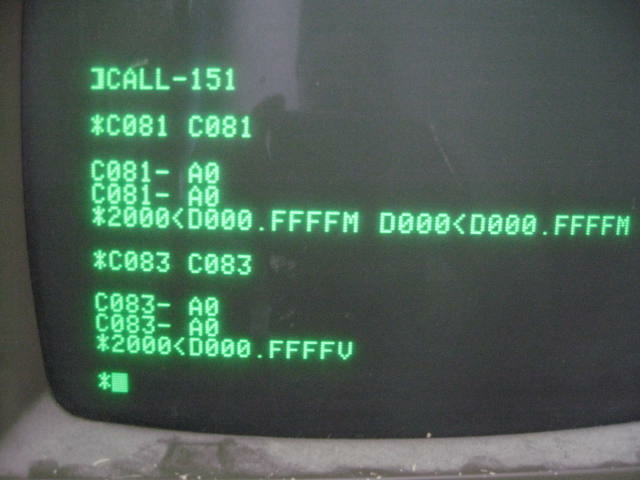 ]CALL-151
*C081 C081
C081- A0
C081- A0
*2000<D000.FFFFM D000<D000.FFFFM
*C083 C083
C083- A0
C083- A0
*2000<D000.FFFFV
*